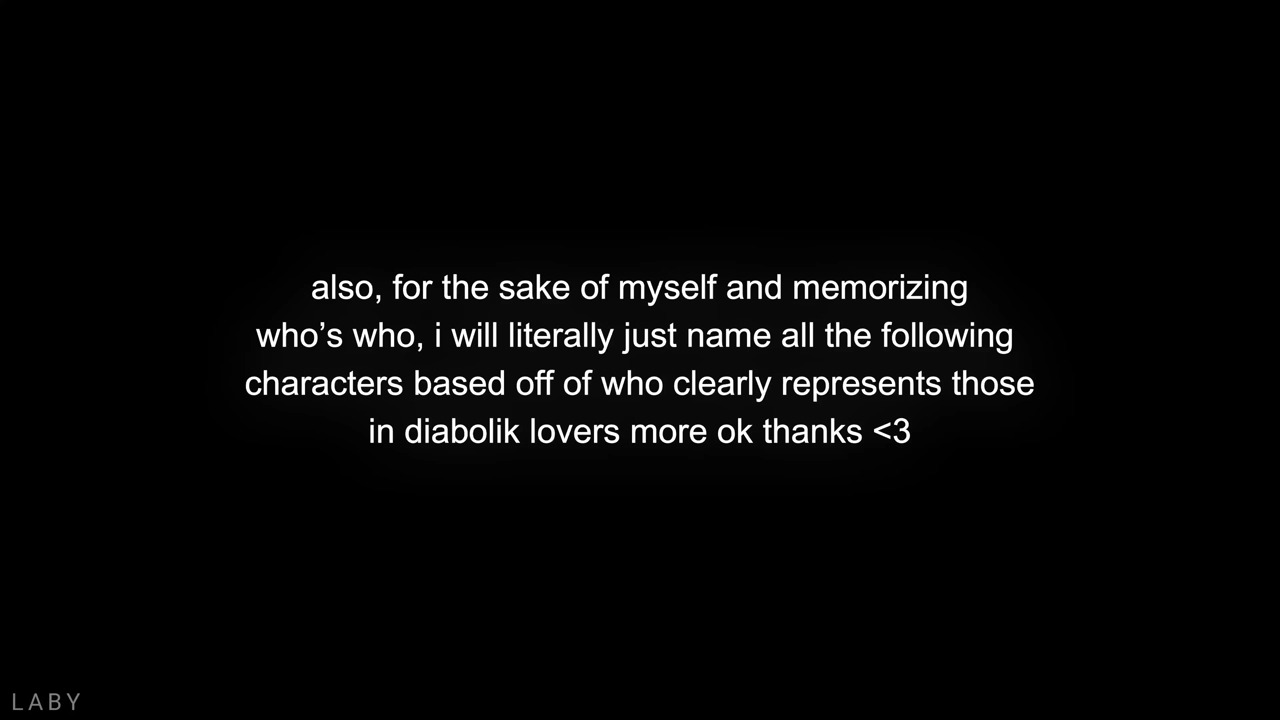 also, for the sake of myself and memorizing
who’s who, i will literally just name all the following
characters based off of who clearly represents those
in diabolik lovers more ok thanks <3
LABY